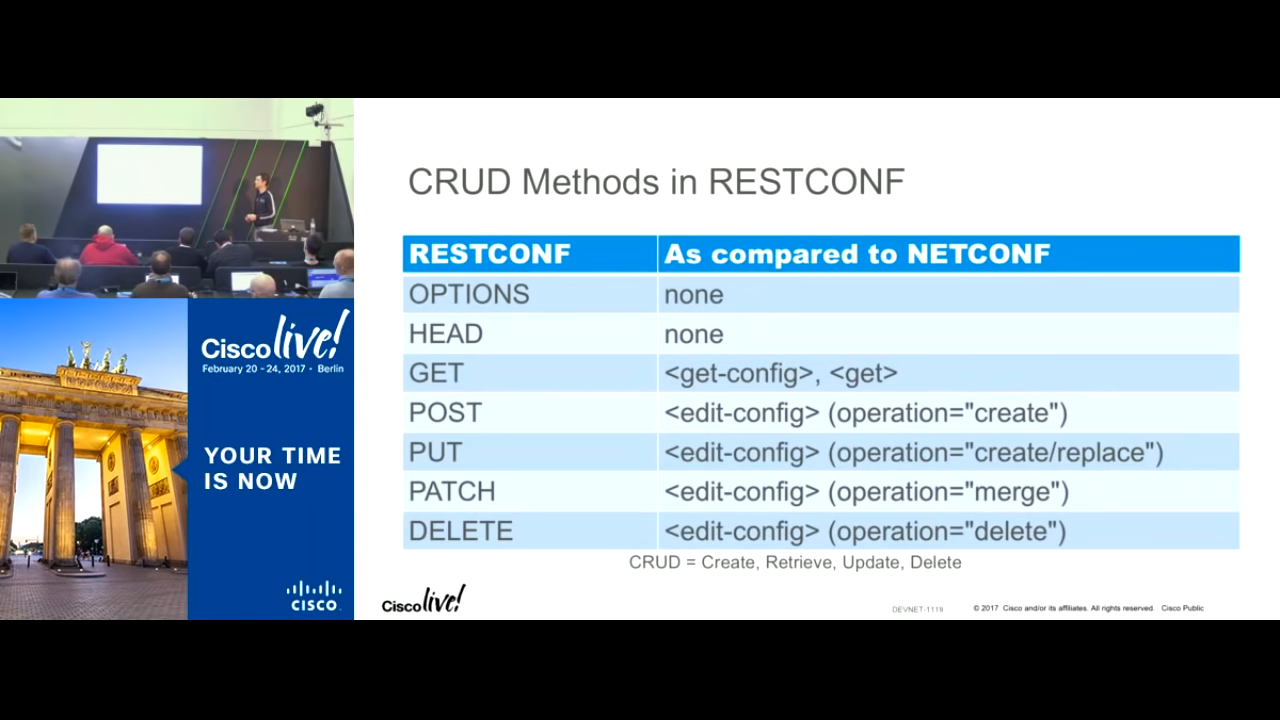 CRUD Methods in RESTCONF
RESTCONF As compared to NETCONF
OPTIONS none
HEAD none
GET <get-config>, <get>
POST <edit-config> (operation="create")
PUT <edit-config> (operation="create/replace")
PATCH <edit-config> (operation="merge")
DELETE <edit-config> (operation="delete")
CRUD = Create, Retrieve, Update, Delete
Cisco live!
DEVNET-1119 © 2017 Cisco and/or its affiliates. All rights reserved. Cisco Public
Cisco live!
February 20 - 24, 2017 • Berlin
YOUR TIME
IS NOW
CISCO.